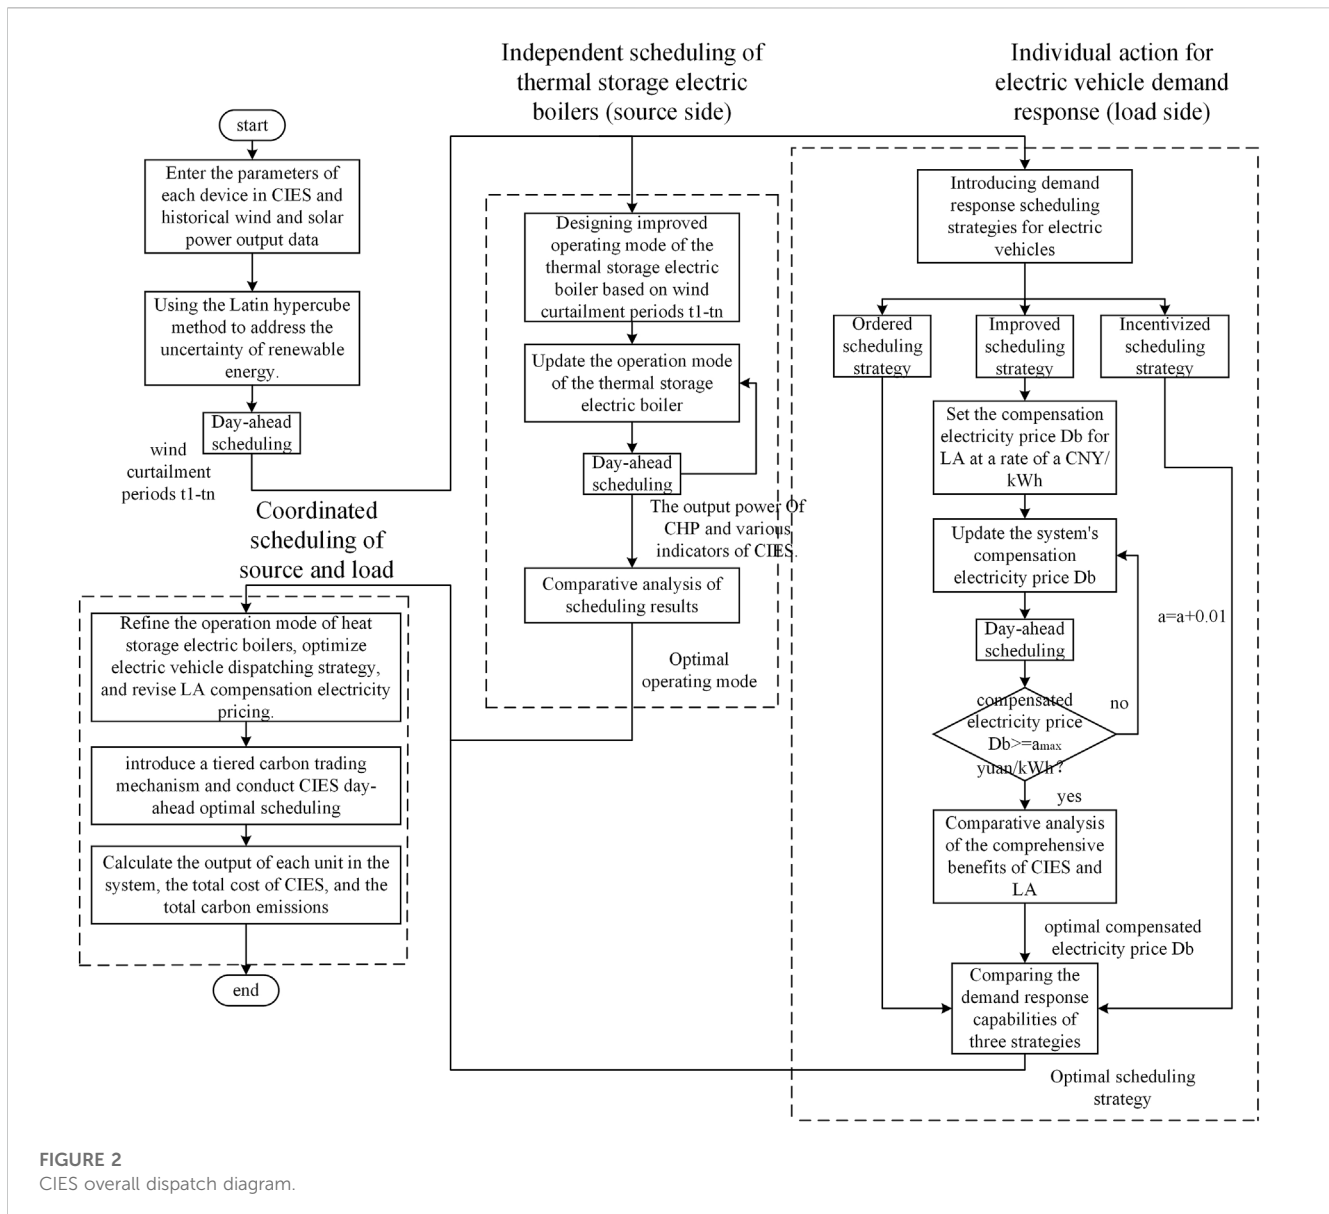 start
Enter the parameters of
each device in CIES and
historical wind and solar
power output data
Using the Latin hypercube
method to address the
uncertainty of renewable
energy.
Day-ahead
scheduling
wind
curtailment
periods t1-tn
Independent scheduling of
thermal storage electric
boilers (source side)
Designing improved
operating mode of the
thermal storage electric
boiler based on wind
curtailment periods t1-tn
Update the operation mode
of the thermal storage
electric boiler
Day-ahead
scheduling
The output power Of
CHP and various
indicators of CIES.
Comparative analysis of
scheduling results
Optimal
operating mode
Individual action for
electric vehicle demand
response (load side)
Introducing demand
response scheduling
strategies for electric
vehicles
Ordered
scheduling
strategy
Improved
scheduling
strategy
Incentivized
scheduling
strategy
Set the compensation
electricity price Db for
LA at a rate of a CNY/
kWh
Update the system's
compensation
electricity price Db
a=a+0.01
Day-ahead
scheduling
compensated
electricity price
Db>=amax
yuan/kWh?
no
yes
Comparative analysis
of the comprehensive
benefits of CIES and
LA
optimal compensated
electricity price Db
Comparing the
demand response
capabilities of
three strategies
Optimal scheduling
strategy
Coordinated
scheduling of
source and load
Refine the operation mode of heat
storage electric boilers, optimize
electric vehicle dispatching strategy,
and revise LA compensation electricity
pricing.
introduce a tiered carbon trading
mechanism and conduct CIES day-
ahead optimal scheduling
Calculate the output of each unit in the
system, the total cost of CIES, and the
total carbon emissions
end
FIGURE 2
CIES overall dispatch diagram.